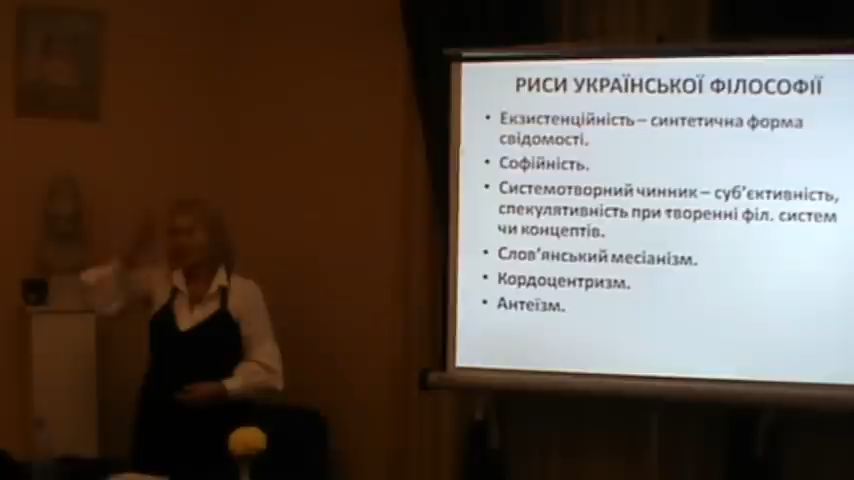 РИСИ УКРАЇНСЬКОЇ ФІЛОСОФІЇ
• Екзистенційність – синтетична форма
свідомості.
• Софійність.
• Системотворний чинник – суб'єктивність,
спекулятивність при творенні філ. систем
чи концептів.
• Слов'янський месіанізм.
• Кордоцентризм.
• Антеїзм.